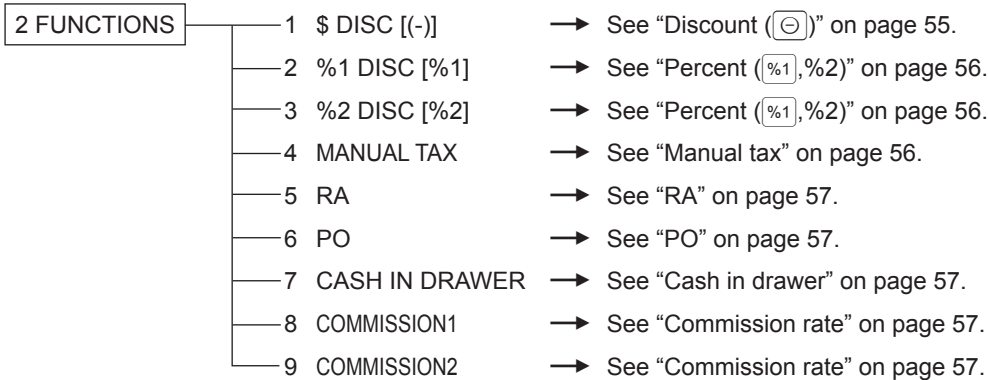 2 FUNCTIONS
1 $ DISC [(-)] → See “Discount (⊖)” on page 55.
2 %1 DISC [%1] → See “Percent (%1,%2)” on page 56.
3 %2 DISC [%2] → See “Percent (%1,%2)” on page 56.
4 MANUAL TAX → See “Manual tax” on page 56.
5 RA → See “RA” on page 57.
6 PO → See “PO” on page 57.
7 CASH IN DRAWER → See “Cash in drawer” on page 57.
8 COMMISSION1 → See “Commission rate” on page 57.
9 COMMISSION2 → See “Commission rate” on page 57.